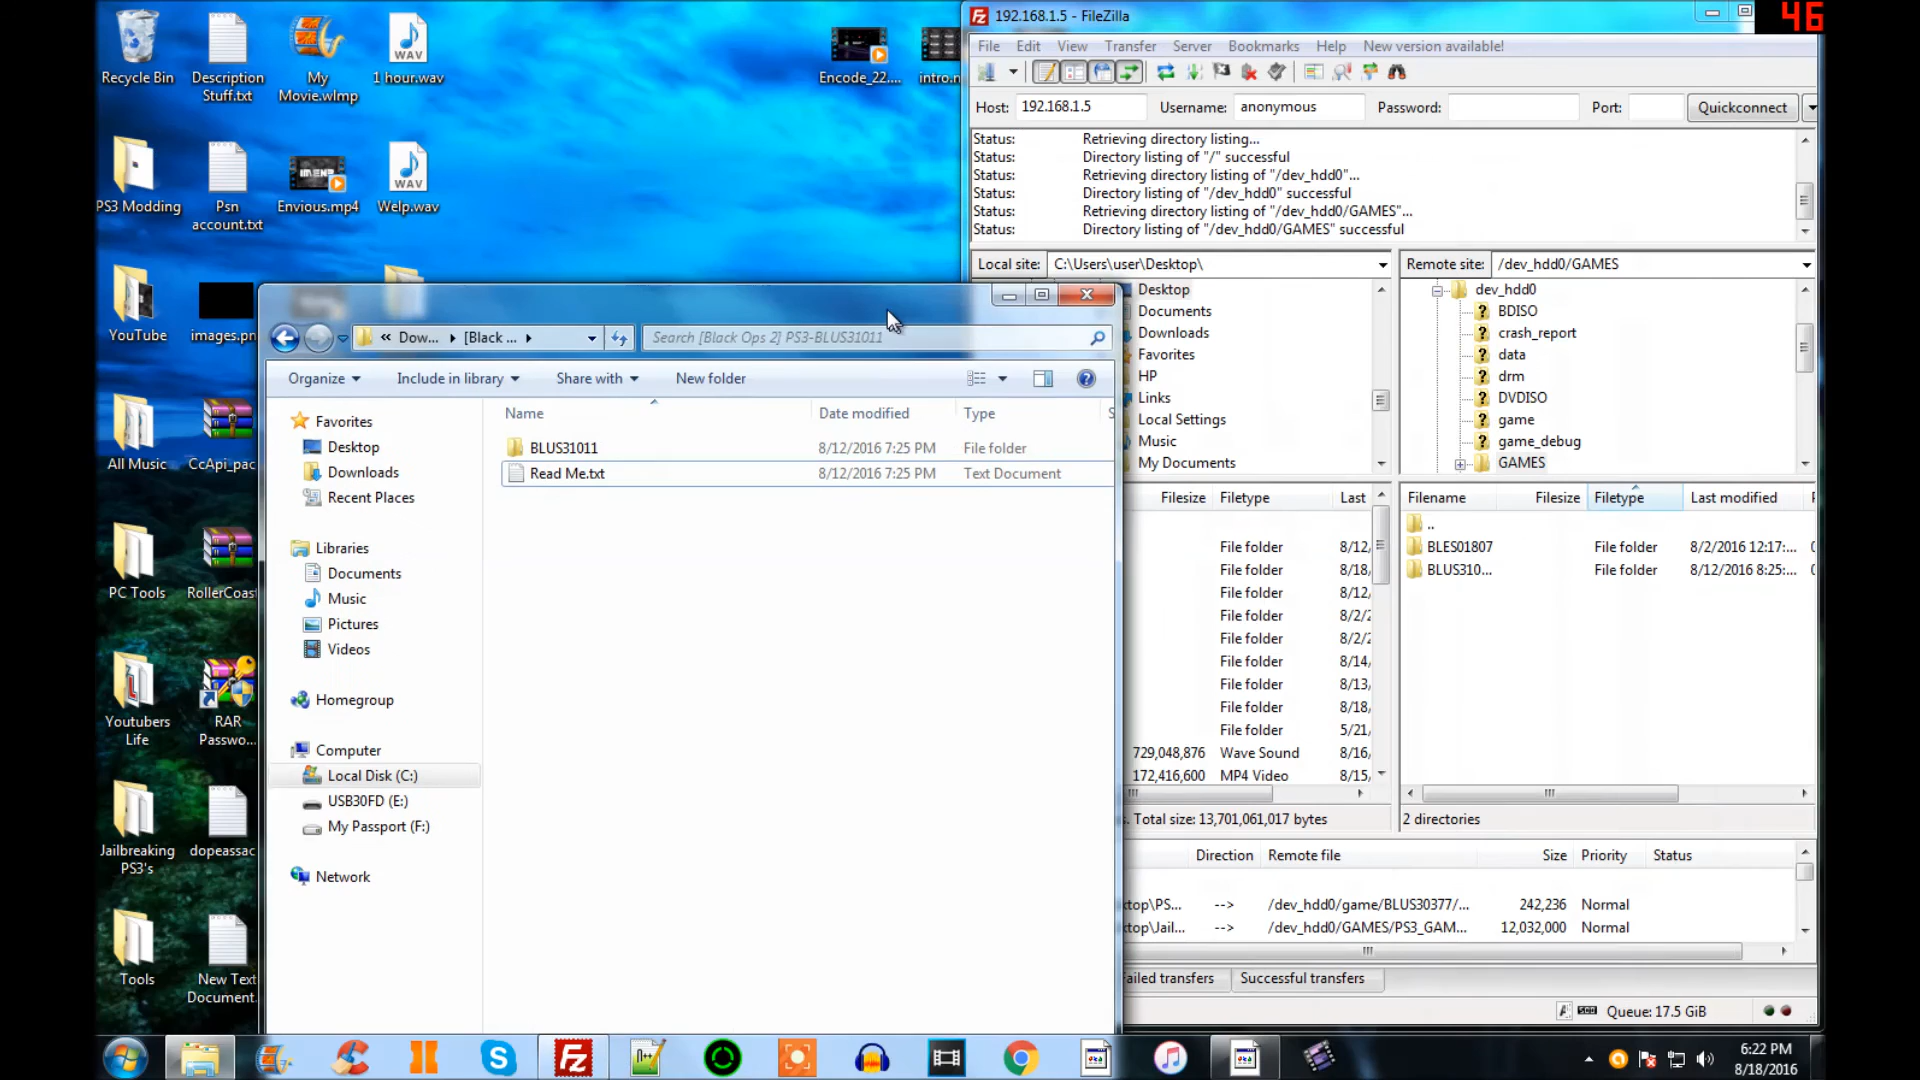 Recycle Bin
Description Stuff.txt
My Movie.wlmp
1 hour.wav
Encode_22....
intro.n
PS3 Modding
Psn account.txt
Envious.mp4
Welp.wav
YouTube
images.pn
All Music
CcApi_pac
PC Tools
RollerCoast
Youtubers Life
RAR Passwo...
Jailbreaking PS3's
dopeassac
Tools
New Text Document.
192.168.1.5 - FileZilla
46
File Edit View Transfer Server Bookmarks Help New version available!
Host: 192.168.1.5 Username: anonymous Password: Port: Quickconnect
Status: Retrieving directory listing...
Status: Directory listing of "/" successful
Status: Retrieving directory listing of "/dev_hdd0"...
Status: Directory listing of "/dev_hdd0" successful
Status: Retrieving directory listing of "/dev_hdd0/GAMES"...
Status: Directory listing of "/dev_hdd0/GAMES" successful
Local site: C:\Users\user\Desktop\
Remote site: /dev_hdd0/GAMES
Desktop
Documents
Downloads
Favorites
HP
Links
Local Settings
Music
My Documents
dev_hdd0
BDISO
crash_report
data
drm
DVDISO
game
game_debug
GAMES
Filesize Filetype Last
File folder 8/12,
File folder 8/18,
File folder 8/12,
File folder 8/2/2
File folder 8/2/2
File folder 8/14,
File folder 8/13,
File folder 8/18,
File folder 5/21,
729,048,876 Wave Sound 8/16,
172,416,600 MP4 Video 8/15,
. Total size: 13,701,061,017 bytes
Filename Filesize Filetype Last modified
..
BLES01807 File folder 8/2/2016 12:17:...
BLUS310... File folder 8/12/2016 8:25:...
2 directories
Direction Remote file Size Priority Status
ktop\PS... --> /dev_hdd0/game/BLUS30377/... 242,236 Normal
ktop\Jail... --> /dev_hdd0/GAMES/PS3_GAM... 12,032,000 Normal
Failed transfers Successful transfers
Queue: 17.5 GiB
« Dow... [Black ...
Search [Black Ops 2] PS3-BLUS31011
Organize Include in library Share with New folder
Name Date modified Type S
BLUS31011 8/12/2016 7:25 PM File folder
Read Me.txt 8/12/2016 7:25 PM Text Document
Favorites
Desktop
Downloads
Recent Places
Libraries
Documents
Music
Pictures
Videos
Homegroup
Computer
Local Disk (C:)
USB30FD (E:)
My Passport (F:)
Network
6:22 PM
8/18/2016